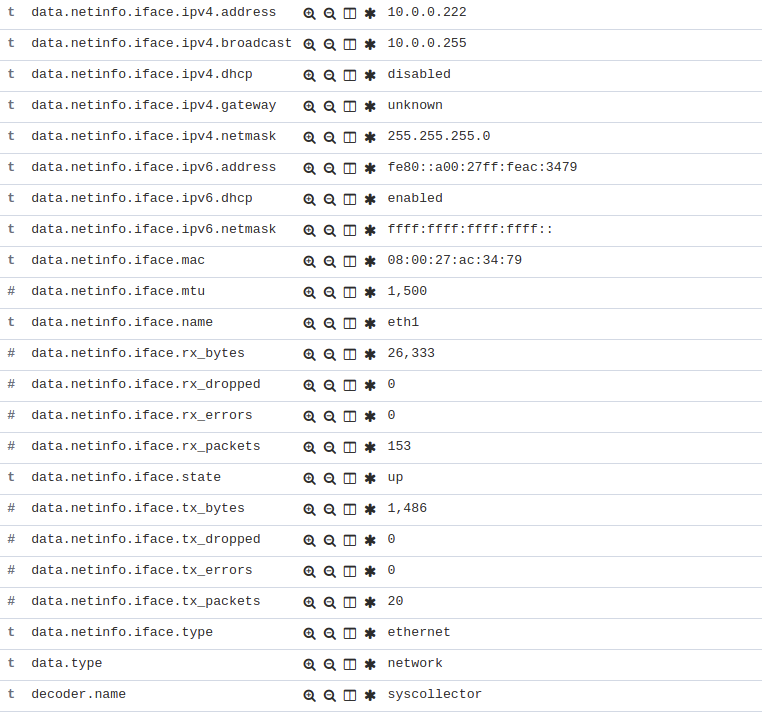 t data.netinfo.iface.ipv4.address 10.0.0.222
t data.netinfo.iface.ipv4.broadcast 10.0.0.255
t data.netinfo.iface.ipv4.dhcp disabled
t data.netinfo.iface.ipv4.gateway unknown
t data.netinfo.iface.ipv4.netmask 255.255.255.0
t data.netinfo.iface.ipv6.address fe80::a00:27ff:feac:3479
t data.netinfo.iface.ipv6.dhcp enabled
t data.netinfo.iface.ipv6.netmask ffff:ffff:ffff:ffff::
t data.netinfo.iface.mac 08:00:27:ac:34:79
# data.netinfo.iface.mtu 1,500
t data.netinfo.iface.name eth1
# data.netinfo.iface.rx_bytes 26,333
# data.netinfo.iface.rx_dropped 0
# data.netinfo.iface.rx_errors 0
# data.netinfo.iface.rx_packets 153
t data.netinfo.iface.state up
# data.netinfo.iface.tx_bytes 1,486
# data.netinfo.iface.tx_dropped 0
# data.netinfo.iface.tx_errors 0
# data.netinfo.iface.tx_packets 20
t data.netinfo.iface.type ethernet
t data.type network
t decoder.name syscollector